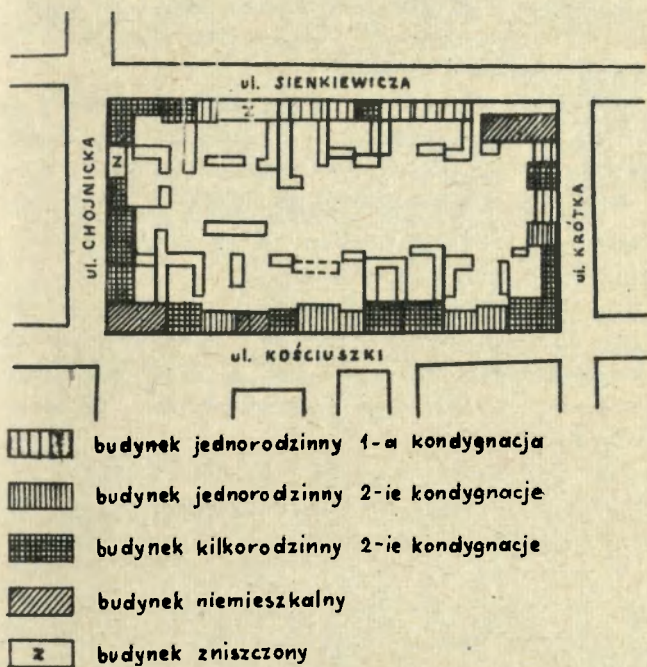 ul. SIENKIEWICZA
z
z
ul. CHOJNICKA
ul. KRÓTKA
ul. KOŚCIUSZKI
budynek jednorodzinny 1-a kondygnacja
budynek jednorodzinny 2-ie kondygnacje
budynek kilkorodzinny 2-ie kondygnacje
budynek niemieszkalny
z budynek zniszczony